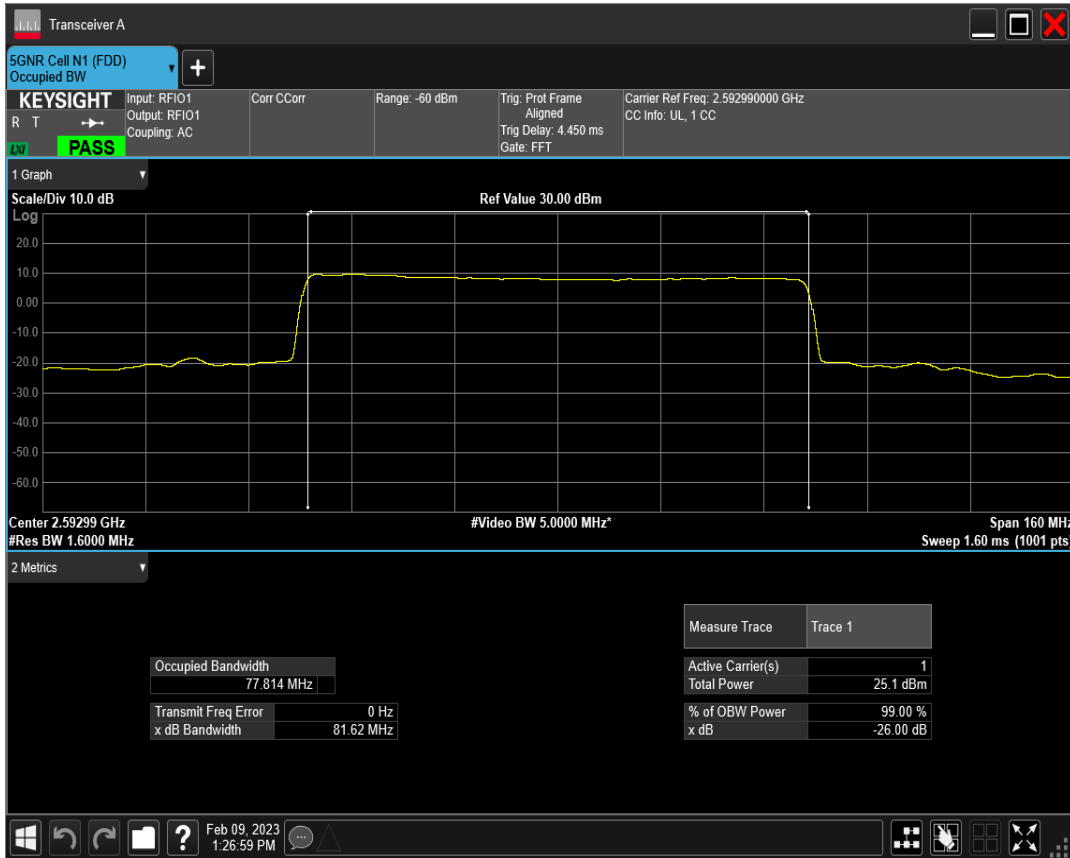 Transceiver A
5GNR Cell N1 (FDD)
Occupied BW
+
KEYSIGHT
R T
LXI
PASS
Input: RFIO1
Output: RFIO1
Coupling: AC
Corr CCorr
Range: -60 dBm
Trig: Prot Frame
Aligned
Trig Delay: 4.450 ms
Gate: FFT
Carrier Ref Freq: 2.592990000 GHz
CC Info: UL, 1 CC
1 Graph
Scale/Div 10.0 dB
Ref Value 30.00 dBm
Log
20.0
10.0
0.00
-10.0
-20.0
-30.0
-40.0
-50.0
-60.0
Center 2.59299 GHz
#Video BW 5.0000 MHz*
Span 160 MHz
#Res BW 1.6000 MHz
Sweep 1.60 ms (1001 pts)
2 Metrics
Measure Trace Trace 1
Occupied Bandwidth
77.814 MHz
Active Carrier(s) 1
Total Power 25.1 dBm
Transmit Freq Error 0 Hz
x dB Bandwidth 81.62 MHz
% of OBW Power 99.00 %
x dB -26.00 dB
?
Feb 09, 2023
1:26:59 PM